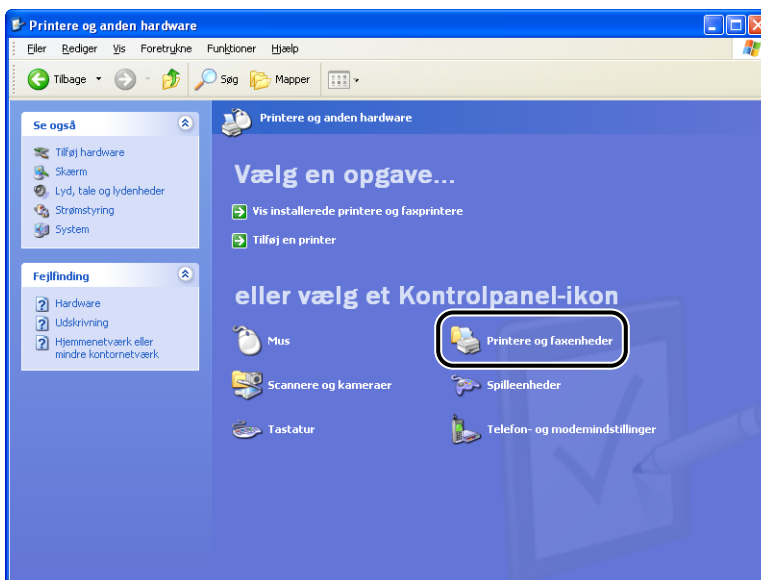 Printere og anden hardware
Filer Rediger Vis Foretrukne Funktioner Hjælp
Tilbage Søg Mapper
Se også
Tilføj hardware
Skærm
Lyd, tale og lydenheder
Strømstyring
System
Fejlfinding
Hardware
Udskrivning
Hjemmenetværk eller
mindre kontornetværk
Printere og anden hardware
Vælg en opgave...
Vis installerede printere og faxprintere
Tilføj en printer
eller vælg et Kontrolpanel-ikon
Mus
Printere og faxenheder
Scannere og kameraer
Spilleenheder
Tastatur
Telefon- og modemindstillinger